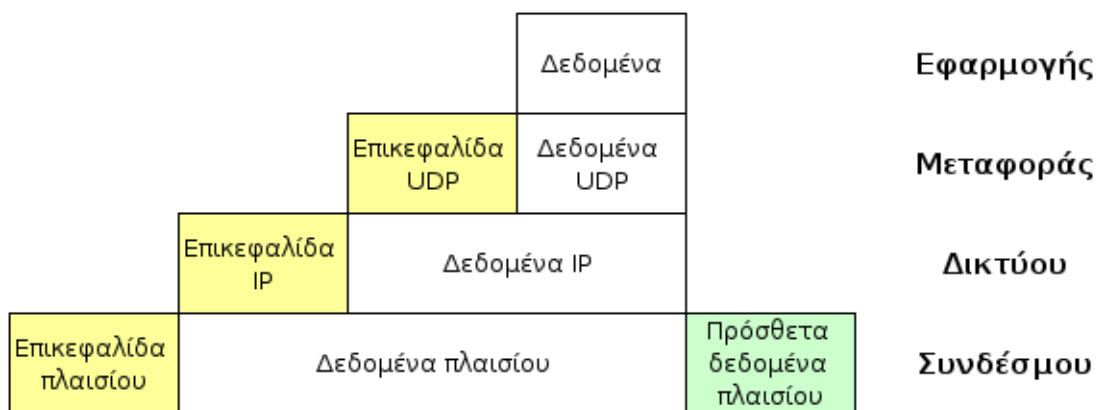 Δεδομένα
Εφαρμογής
Επικεφαλίδα
UDP
Δεδομένα
UDP
Μεταφοράς
Επικεφαλίδα
IP
Δεδομένα IP
Δικτύου
Επικεφαλίδα
πλαισίου
Δεδομένα πλαισίου
Πρόσθετα
δεδομένα
πλαισίου
Συνδέσμου